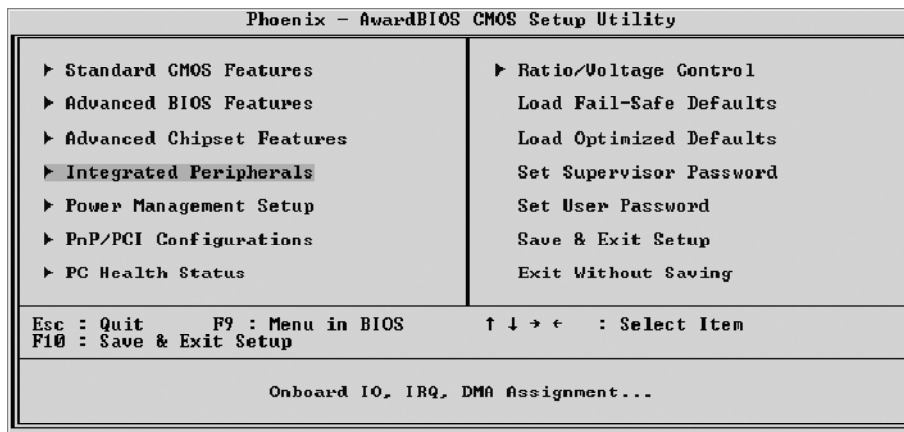 Phoenix - AwardBIOS CMOS Setup Utility
▶ Standard CMOS Features
▶ Advanced BIOS Features
▶ Advanced Chipset Features
▶ Integrated Peripherals
▶ Power Management Setup
▶ PnP/PCI Configurations
▶ PC Health Status
▶ Ratio/Voltage Control
Load Fail-Safe Defaults
Load Optimized Defaults
Set Supervisor Password
Set User Password
Save & Exit Setup
Exit Without Saving
Esc : Quit F9 : Menu in BIOS ↑ ↓ → ← : Select Item
F10 : Save & Exit Setup
Onboard IO, IRQ, DMA Assignment...